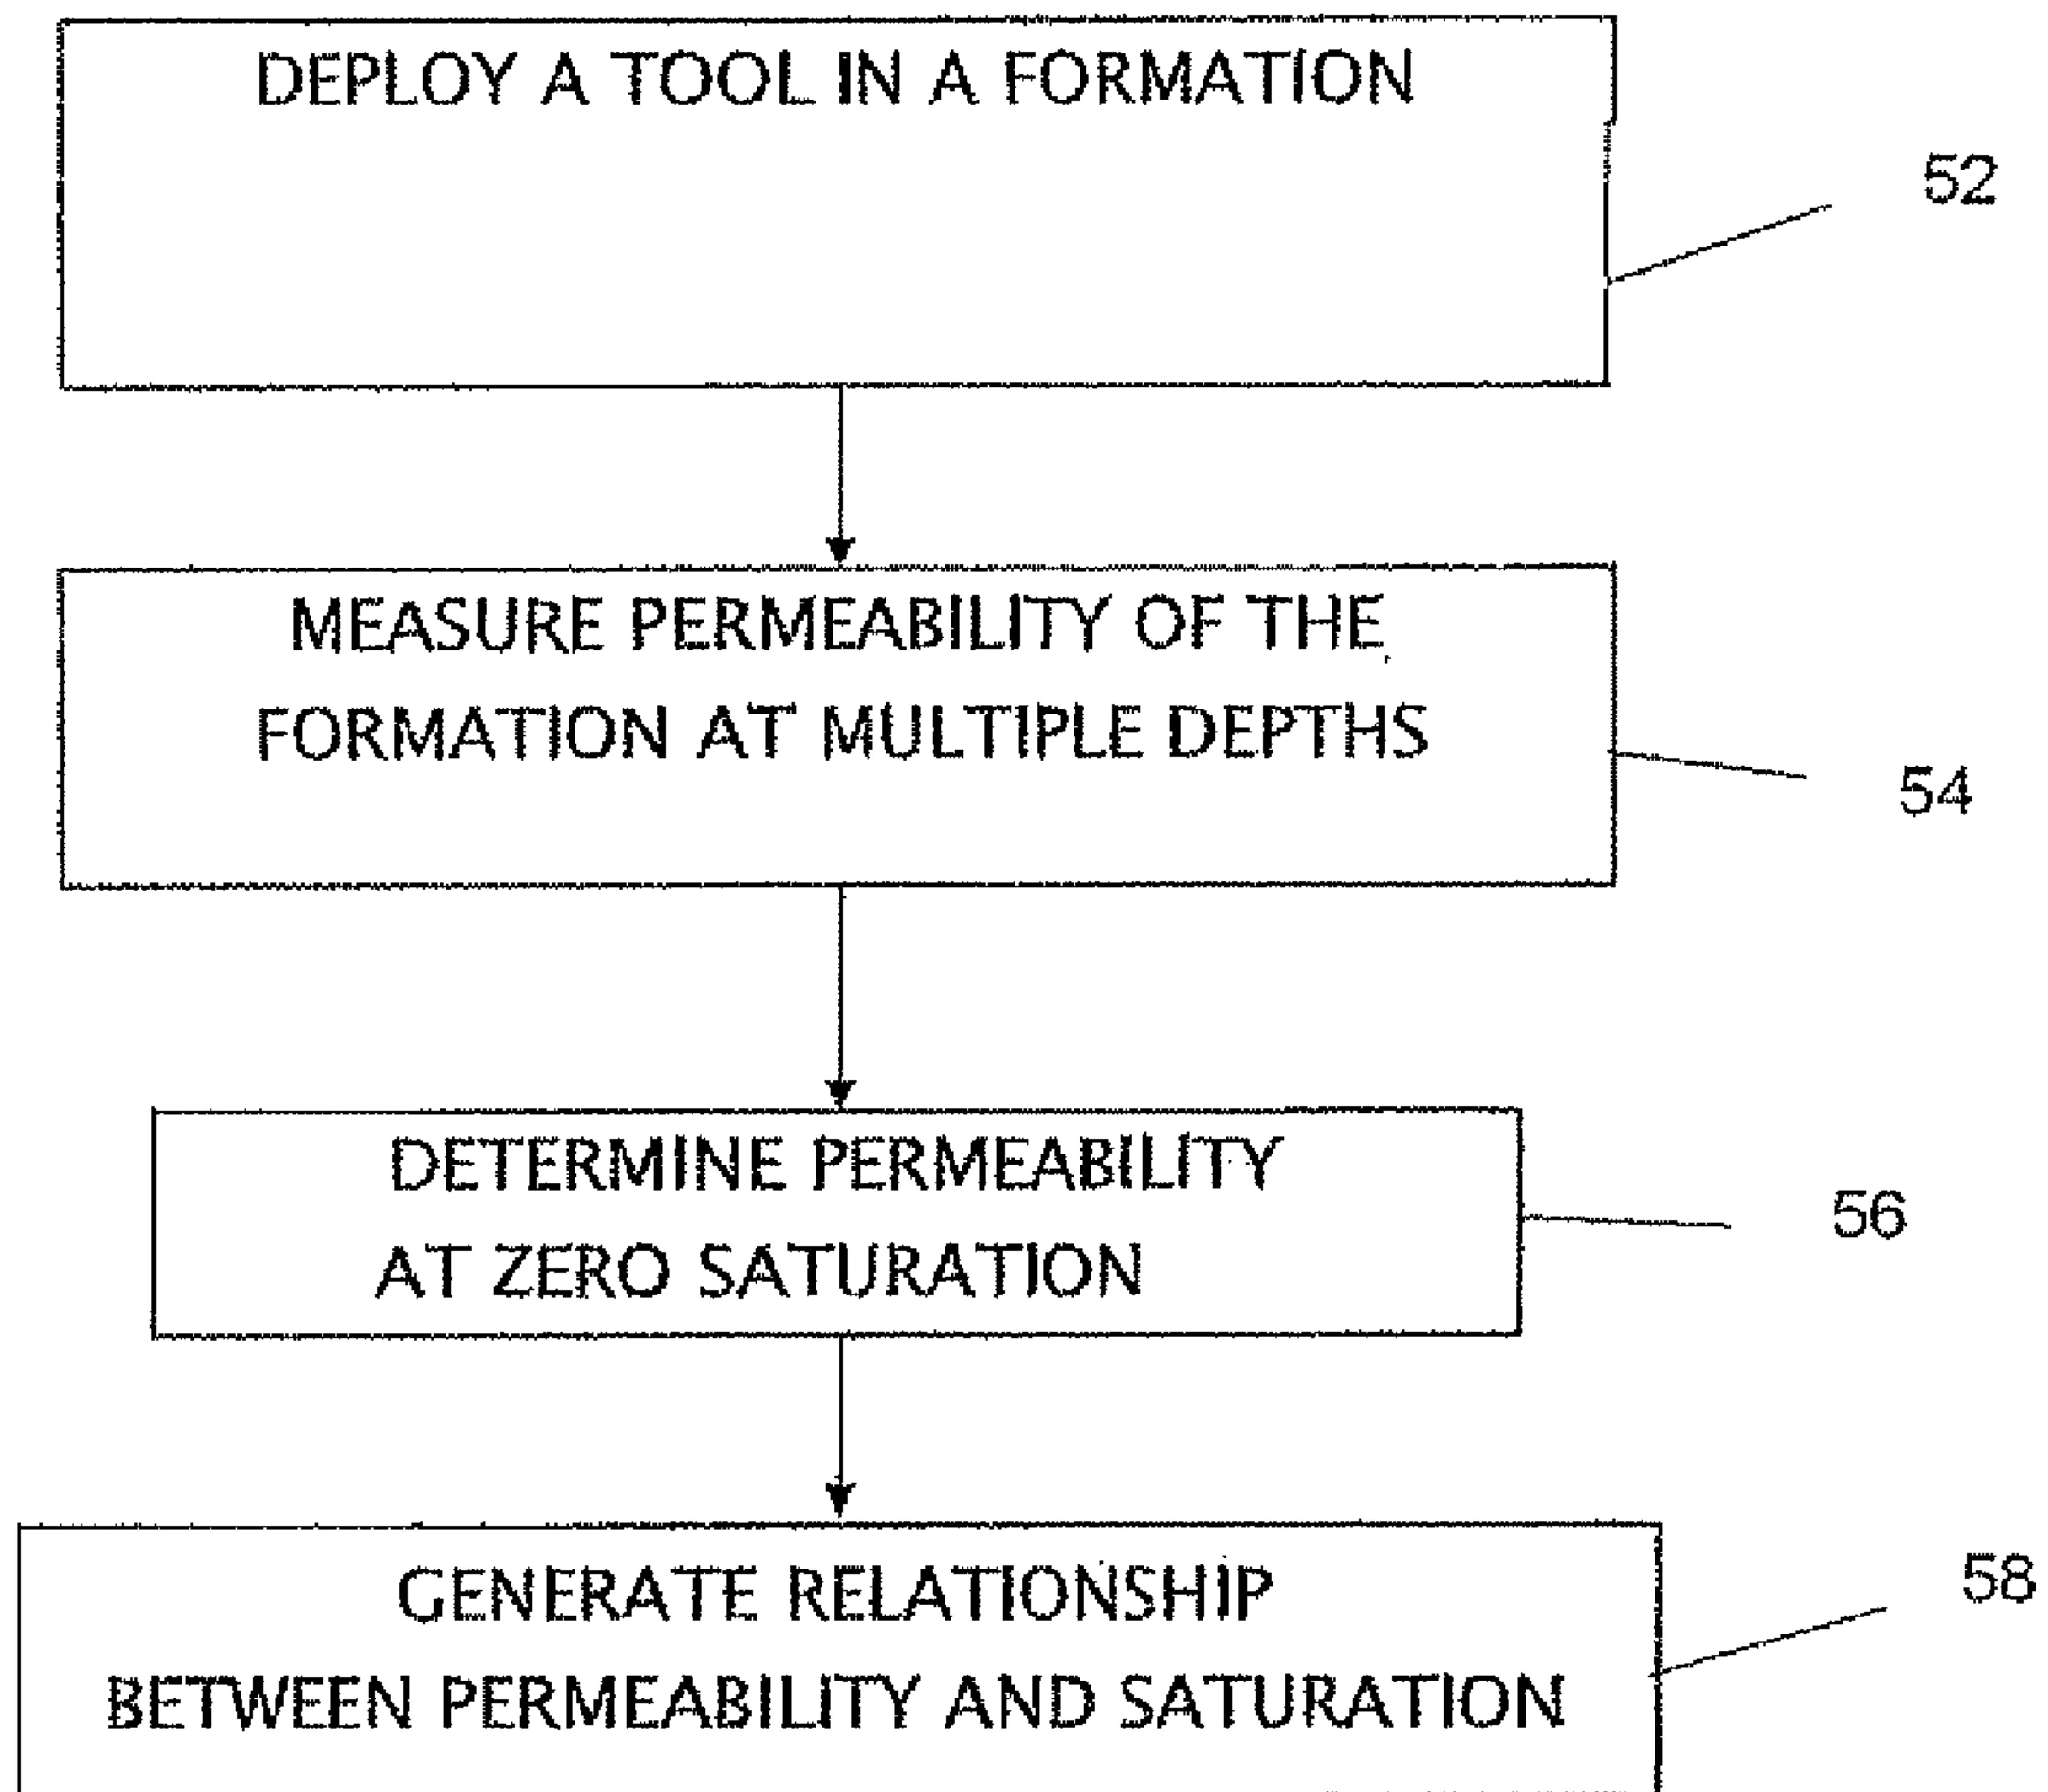 DEPLOY A TOOL IN A FORMATION
52
MEASURE PERMEABILITY OF THE
FORMATION AT MULTIPLE DEPTHS
54
DETERMINE PERMEABILITY
AT ZERO SATURATION
56
GENERATE RELATIONSHIP
BETWEEN PERMEABILITY AND SATURATION
58